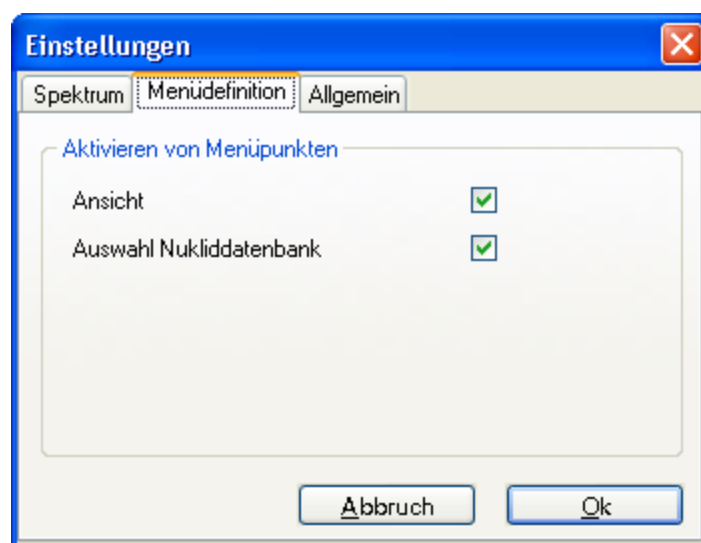 Einstellungen
Spektrum Menüdefinition Allgemein
Aktivieren von Menüpunkten
Ansicht
Auswahl Nukliddatenbank
Abbruch Ok